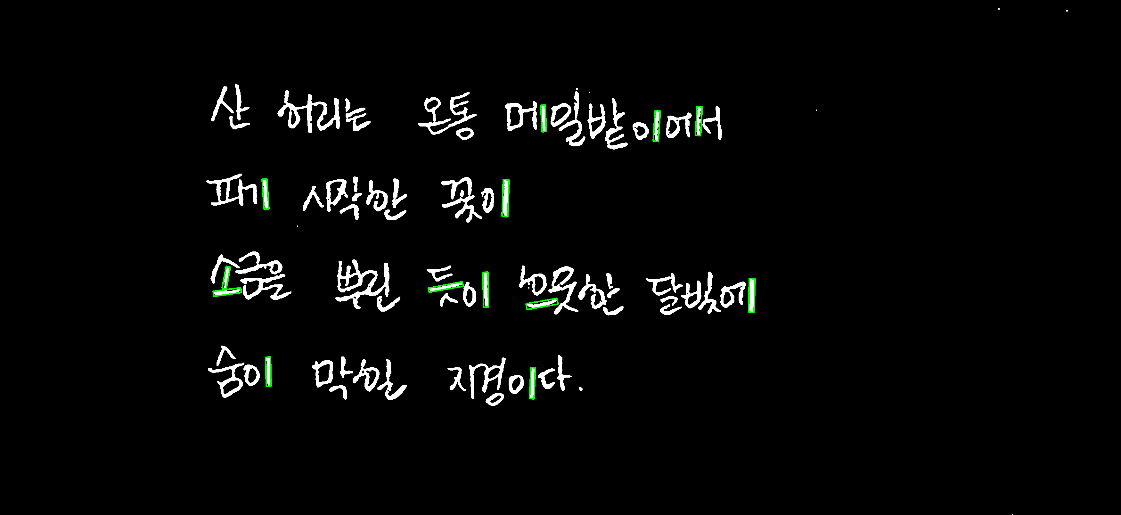 산 허리는 온통 메밀밭이어서
피기 시작한 꽃이
소금을 뿌린 듯이 흐뭇한 달빛에
숨이 막힐 지경이다.